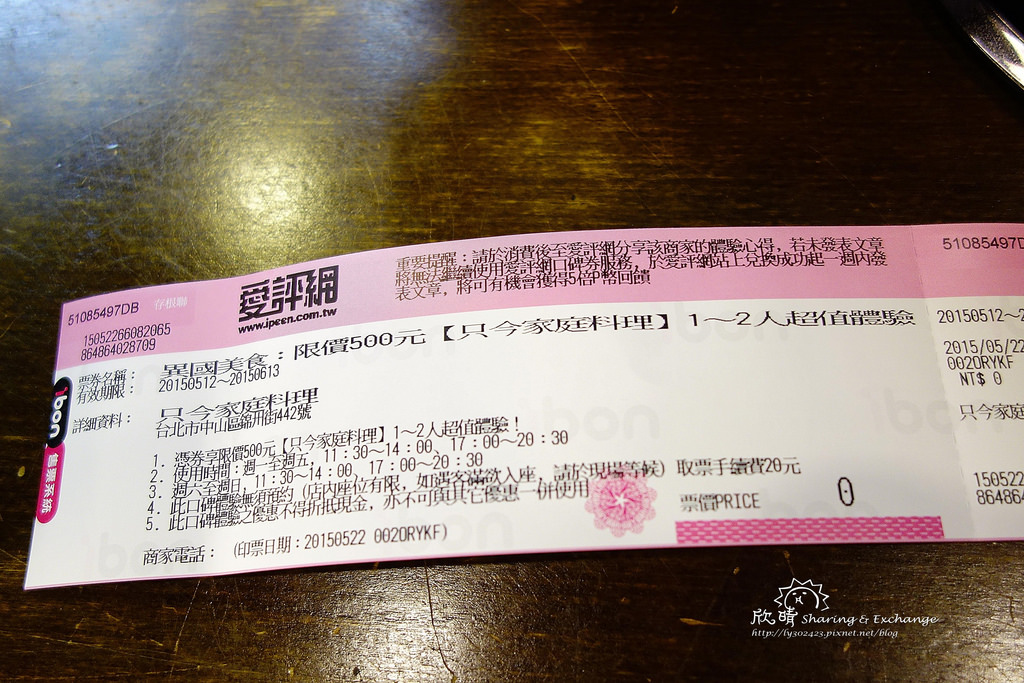 51085497DB
存根聯
15052266082065
864864028709
愛評網
www.ipeen.com.tw
重要提醒：請於消費後至愛評網分享該商家的體驗心得，若未發表文章
將無法繼續使用愛評網口碑券服務，於愛評網站上兌換成功起一週內發
表文章，將可有機會獲得5倍P幣回饋
票券名稱：異國美食：限價500元【只今家庭料理】1～2人超值體驗
有效期限：20150512～20150613
詳細資料：只今家庭料理
台北市中山區錦州街442號
1. 憑券享限價500元【只今家庭料理】1～2人超值體驗！
2. 使用時間：週一至週五，11:30～14:00，17:00～20:30
3. 週六至週日，11:30～14:00，17:00～20:30
4. 此口碑體驗無須預約（店內座位有限，如遇客滿欲入座，請於現場等候）
5. 此口碑體驗之優惠不得折抵現金，亦不可與其它優惠一併使用
取票手續費20元
票價PRICE 0
商家電話：（印票日期：20150522 0020RYKF）
ibon
售票系統
51085497D
20150512～2
2015/05/22
0020RYKF
NT$ 0
只今家庭
150522
864864
欣晴 Sharing & Exchange
http://ly302423.pixnet.net/blog